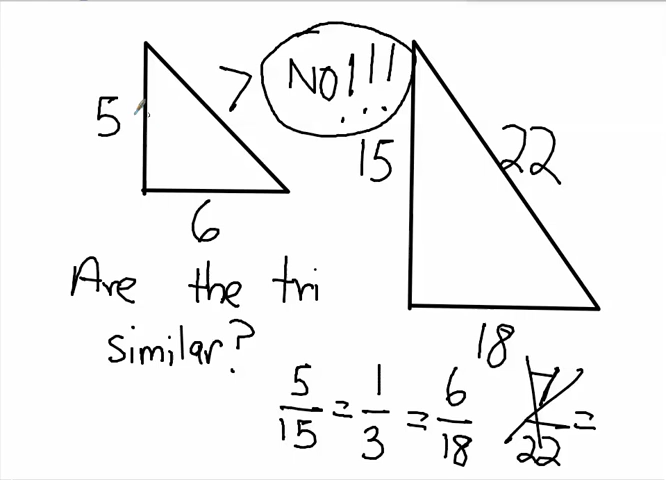 7
NO!!!
...
5
15
22
6
Are the tri
similar?
18
5/15 = 1/3 = 6/18 7/22 =